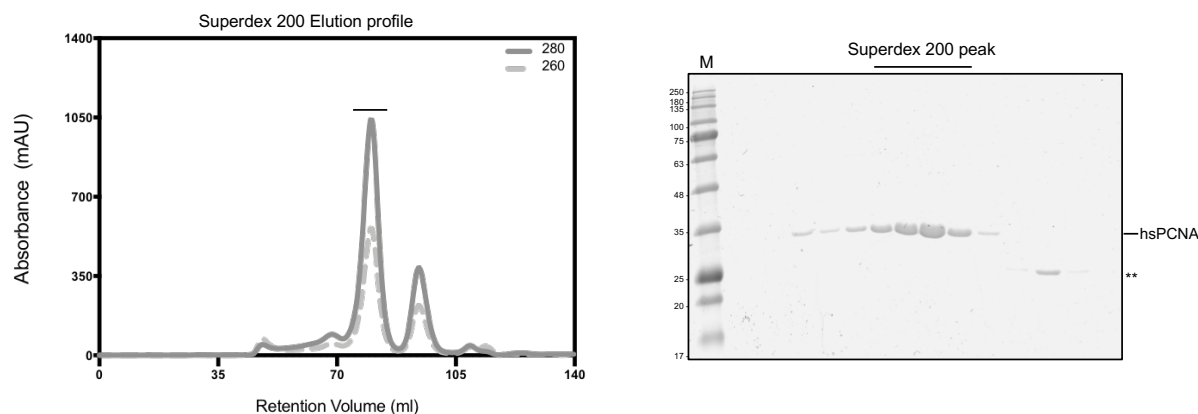 Superdex 200 Elution profile
1400
1050
700
350
0
0 35 70 105 140
Absorbance (mAU)
Retention Volume (ml)
280
260
Superdex 200 peak
M
250
180
135
100
75
63
48
35
25
20
17
hsPCNA
**